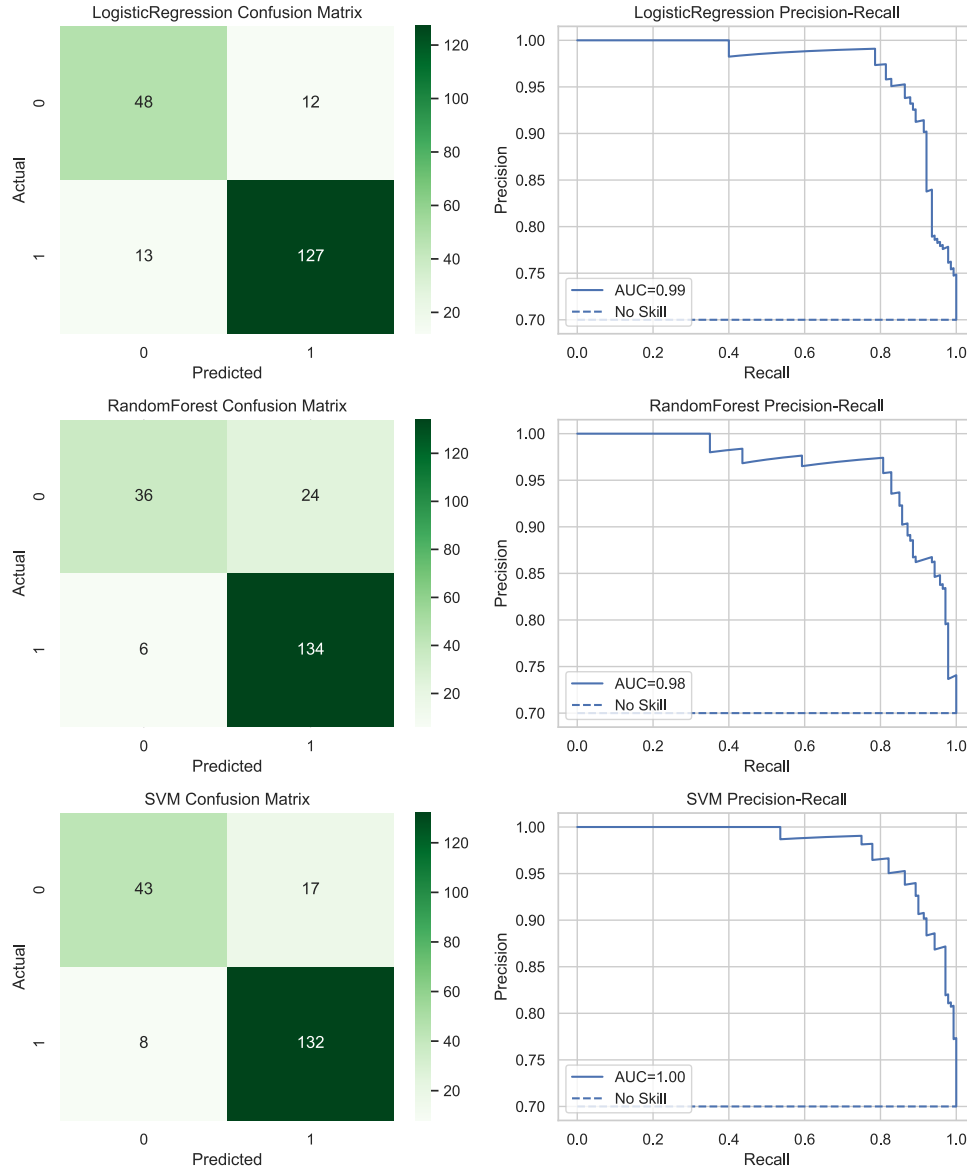 LogisticRegression Confusion Matrix
0
1
Actual
48
12
13
127
0
1
Predicted
120
100
80
60
40
20
LogisticRegression Precision-Recall
1.00
0.95
0.90
0.85
0.80
0.75
0.70
Precision
AUC=0.99
No Skill
0.0 0.2 0.4 0.6 0.8 1.0
Recall
RandomForest Confusion Matrix
0
1
Actual
36
24
6
134
0
1
Predicted
120
100
80
60
40
20
RandomForest Precision-Recall
1.00
0.95
0.90
0.85
0.80
0.75
0.70
Precision
AUC=0.98
No Skill
0.0 0.2 0.4 0.6 0.8 1.0
Recall
SVM Confusion Matrix
0
1
Actual
43
17
8
132
0
1
Predicted
120
100
80
60
40
20
SVM Precision-Recall
1.00
0.95
0.90
0.85
0.80
0.75
0.70
Precision
AUC=1.00
No Skill
0.0 0.2 0.4 0.6 0.8 1.0
Recall